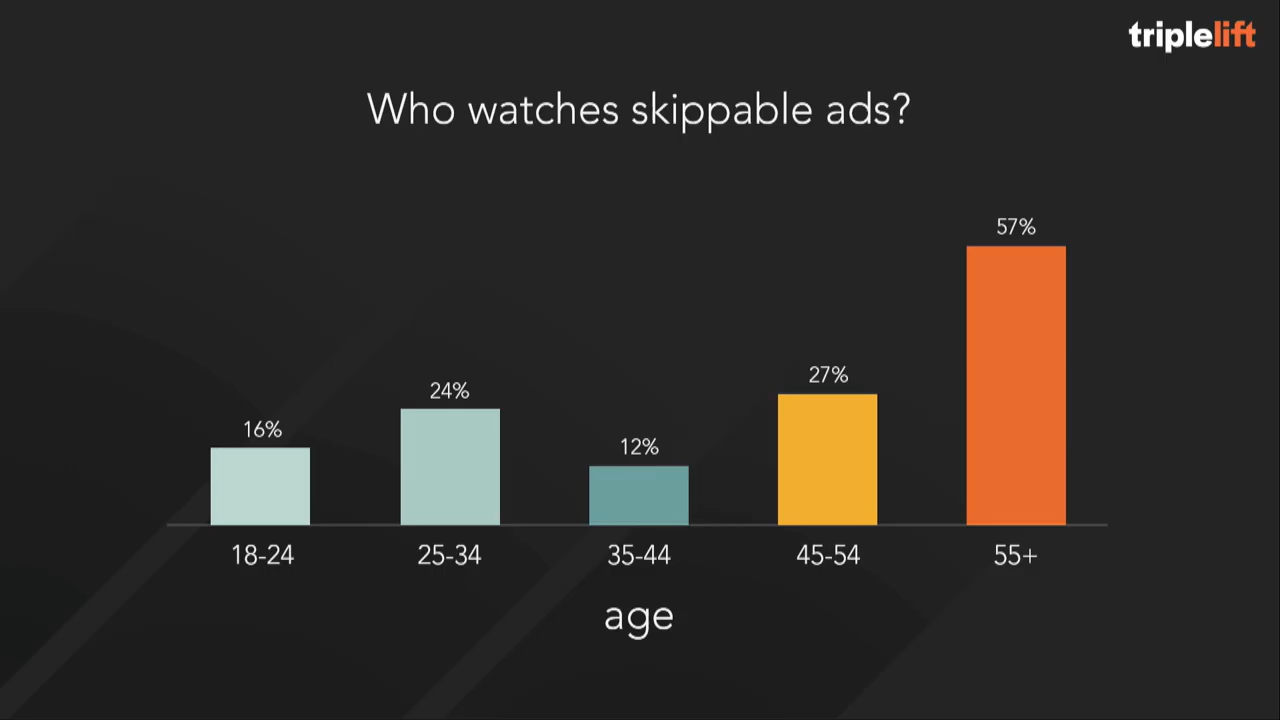 triplelift
Who watches skippable ads?
57%
27%
24%
16%
12%
18-24 25-34 35-44 45-54 55+
age